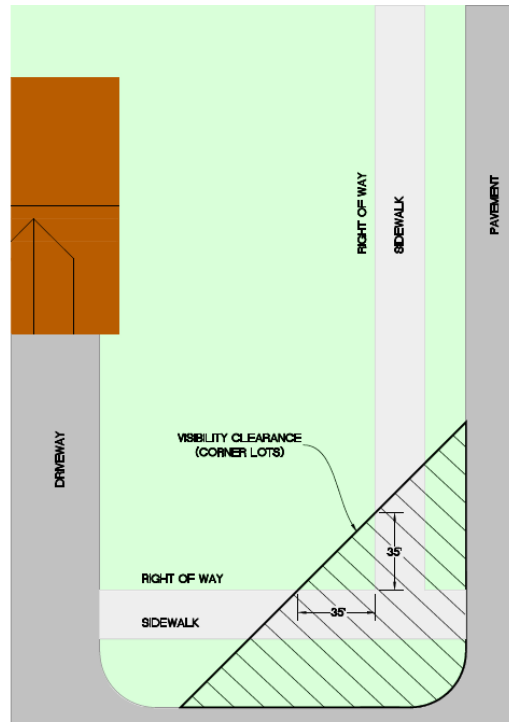 RIGHT OF WAY
SIDEWALK
PAVEMENT
VISIBILITY CLEARANCE
(CORNER LOTS)
DRIVEWAY
35'
RIGHT OF WAY
35'
SIDEWALK